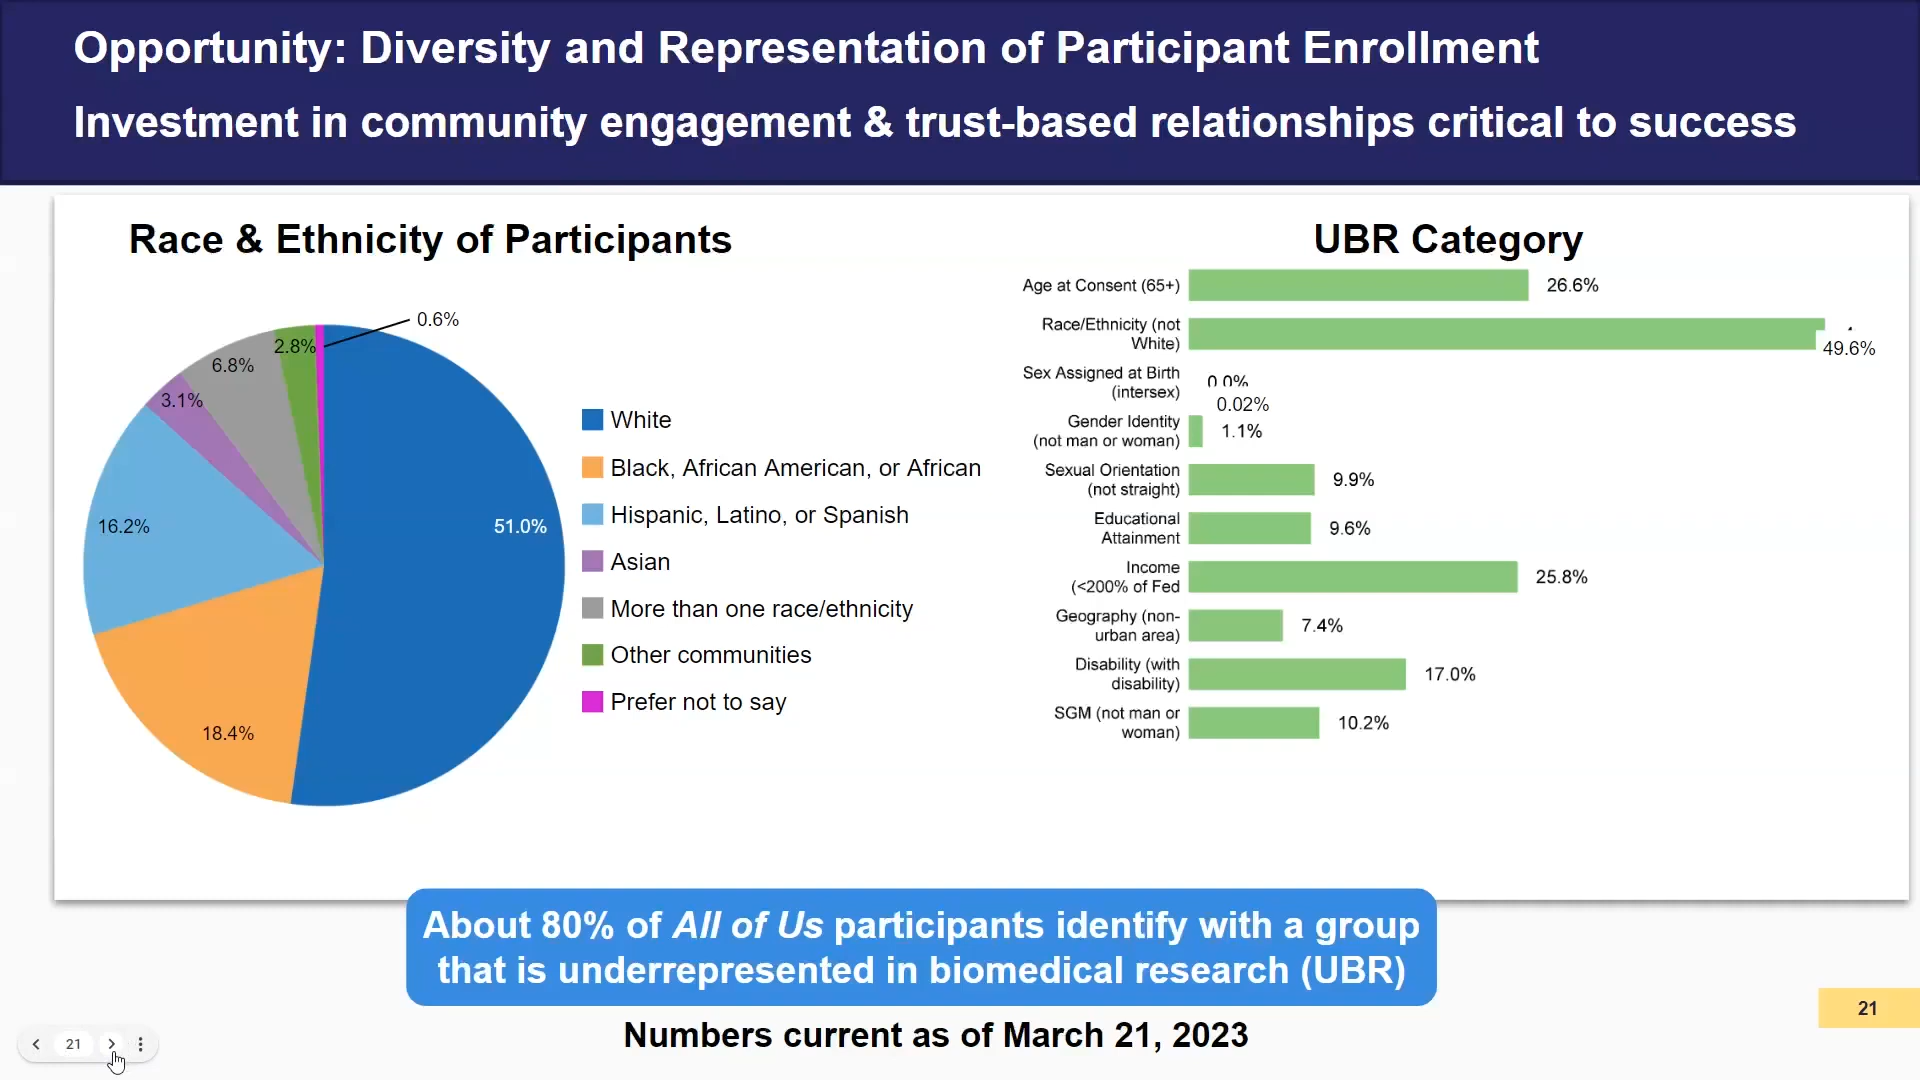 Opportunity: Diversity and Representation of Participant Enrollment
Investment in community engagement & trust-based relationships critical to success
Race & Ethnicity of Participants
0.6%
2.8%
6.8%
3.1%
16.2%
51.0%
18.4%
White
Black, African American, or African
Hispanic, Latino, or Spanish
Asian
More than one race/ethnicity
Other communities
Prefer not to say
UBR Category
Age at Consent (65+)
26.6%
Race/Ethnicity (not
White)
49.6%
Sex Assigned at Birth
(intersex)
0.0%
0.02%
Gender Identity
(not man or woman)
1.1%
Sexual Orientation
(not straight)
9.9%
Educational
Attainment
9.6%
Income
(<200% of Fed
25.8%
Geography (non-
urban area)
7.4%
Disability (with
disability)
17.0%
SGM (not man or
woman)
10.2%
About 80% of All of Us participants identify with a group
that is underrepresented in biomedical research (UBR)
Numbers current as of March 21, 2023
21
21